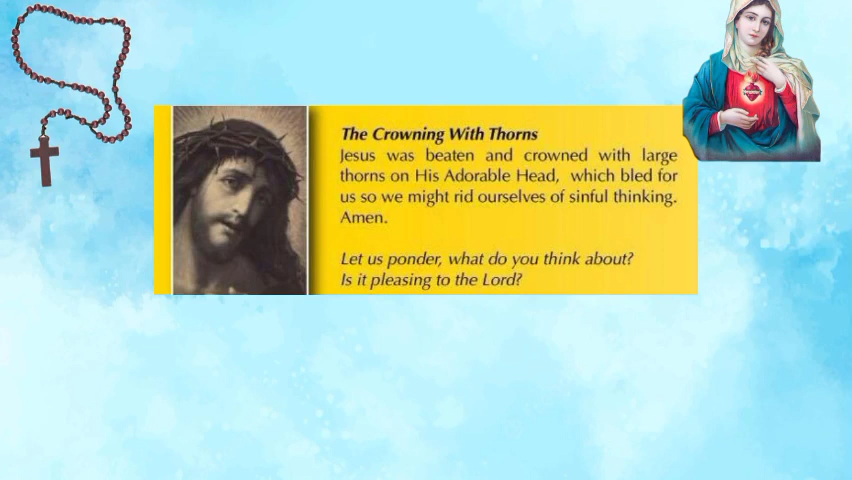 The Crowning With Thorns
Jesus was beaten and crowned with large
thorns on His Adorable Head, which bled for
us so we might rid ourselves of sinful thinking.
Amen.
Let us ponder, what do you think about?
Is it pleasing to the Lord?